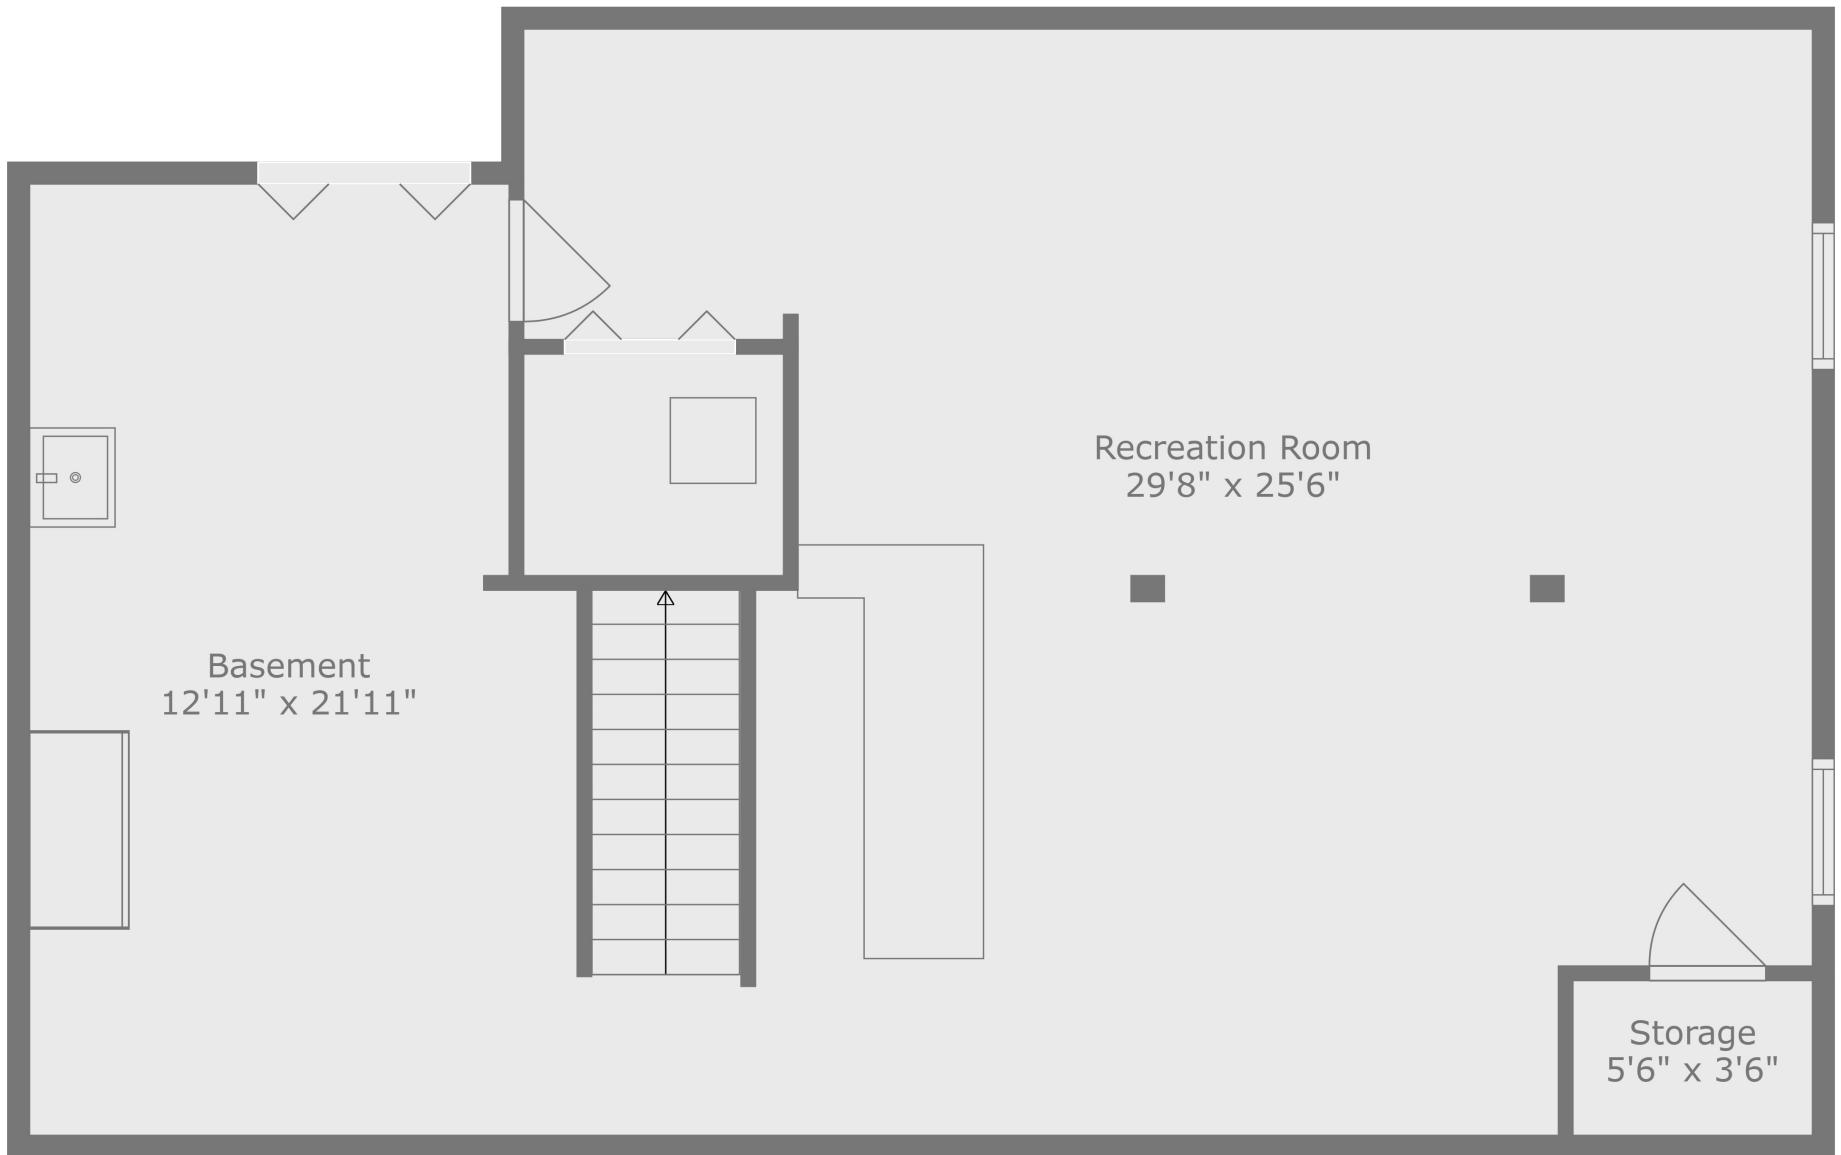 Recreation Room
29'8" x 25'6"
Basement
12'11" x 21'11"
Storage
5'6" x 3'6"